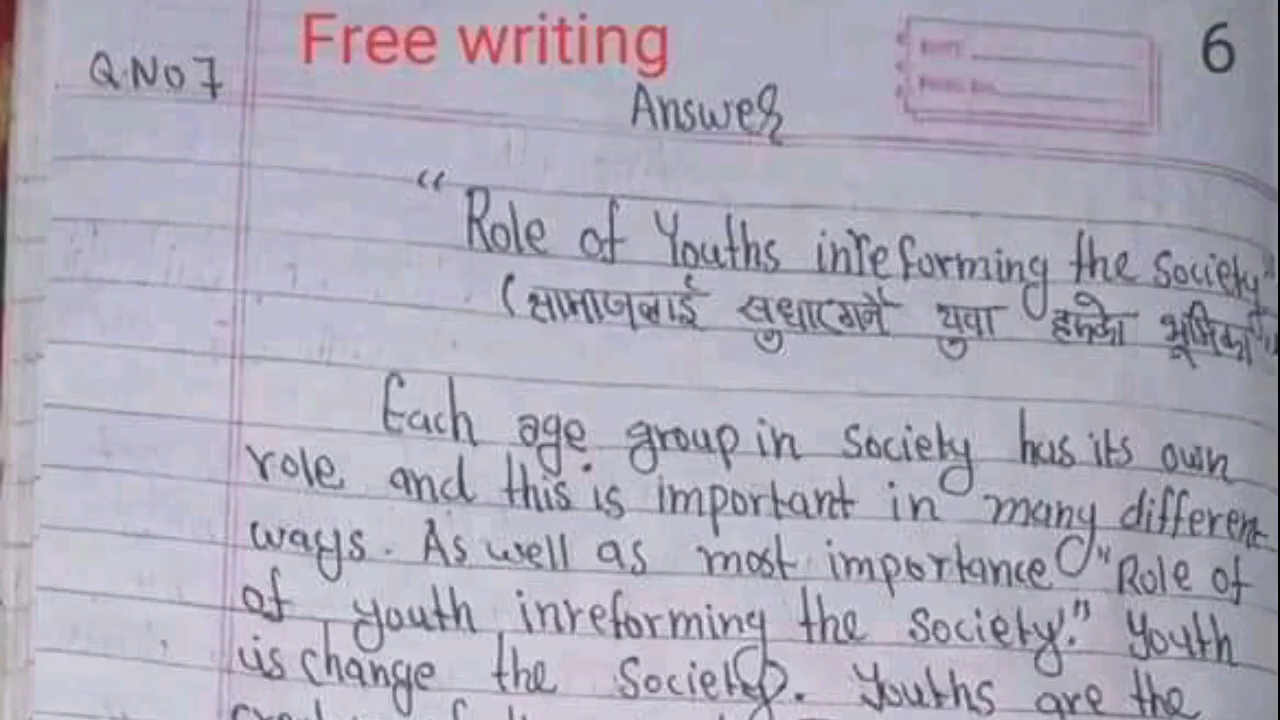 Free writing
6
Q.No 7
Answer
"Role of Youths inreforming the Society"
(सामाजलाई सुधारगर्ने युवा हरुको भूमिका
Each age group in Society has its own
role and this is important in many different
ways. As well as most importance "Role of
of youth inreforming the Society." Youth
is change the Society. Youths are the